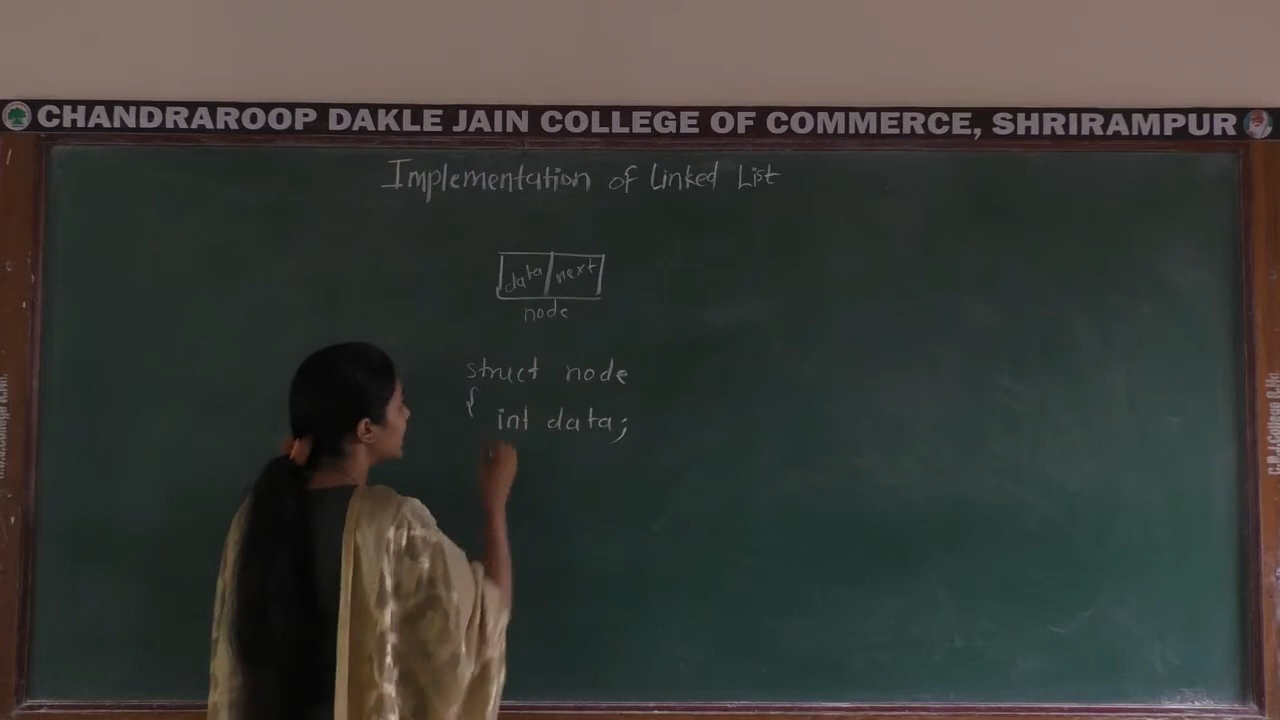 CHANDRAROOP DAKLE JAIN COLLEGE OF COMMERCE, SHRIRAMPUR
Implementation of Linked List
data next
node
struct node
{ int data;